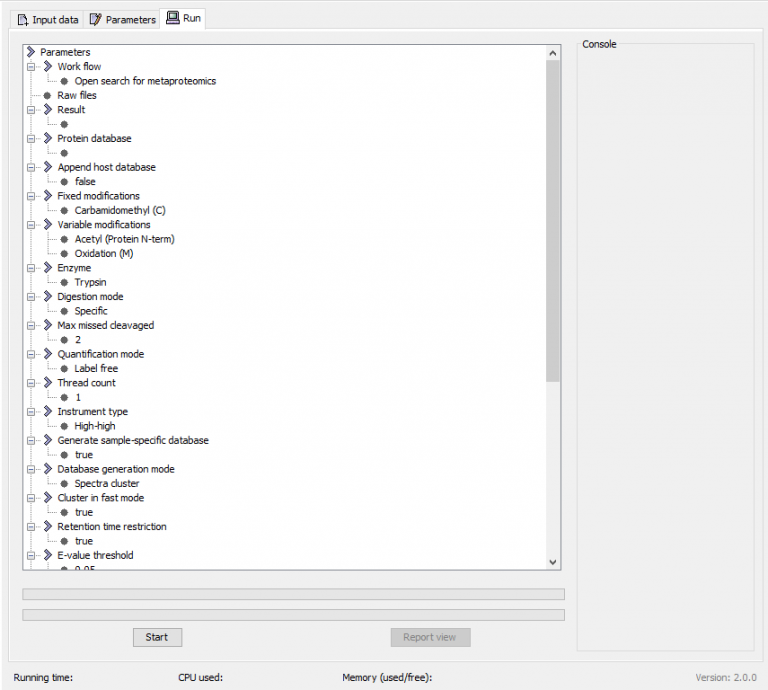 Input data
Parameters
Run
Console
Parameters
Work flow
Open search for metaproteomics
Raw files
Result
Protein database
Append host database
false
Fixed modifications
Carbamidomethyl (C)
Variable modifications
Acetyl (Protein N-term)
Oxidation (M)
Enzyme
Trypsin
Digestion mode
Specific
Max missed cleavaged
2
Quantification mode
Label free
Thread count
1
Instrument type
High-high
Generate sample-specific database
true
Database generation mode
Spectra cluster
Cluster in fast mode
true
Retention time restriction
true
E-value threshold
0.05
Start
Report view
Running time:
CPU used:
Memory (used/free):
Version: 2.0.0